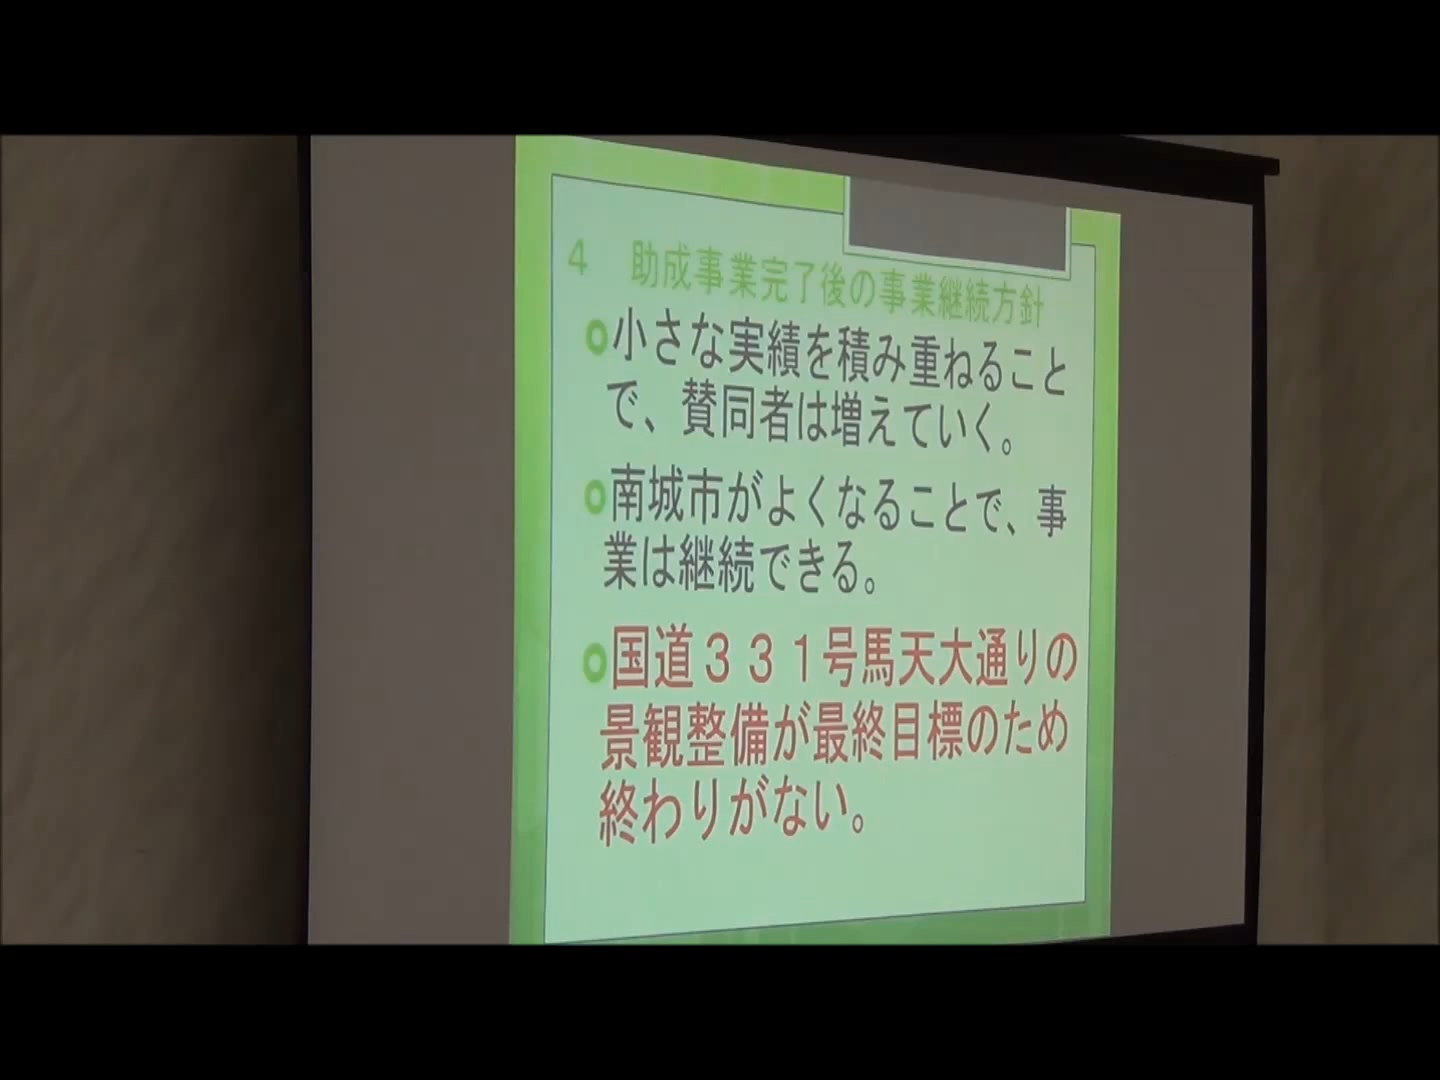 4 助成事業完了後の事業継続方針
小さな実績を積み重ねること
で、賛同者は増えていく。
南城市がよくなることで、事
業は継続できる。
国道３３１号馬天大通りの
景観整備が最終目標のため
終わりがない。